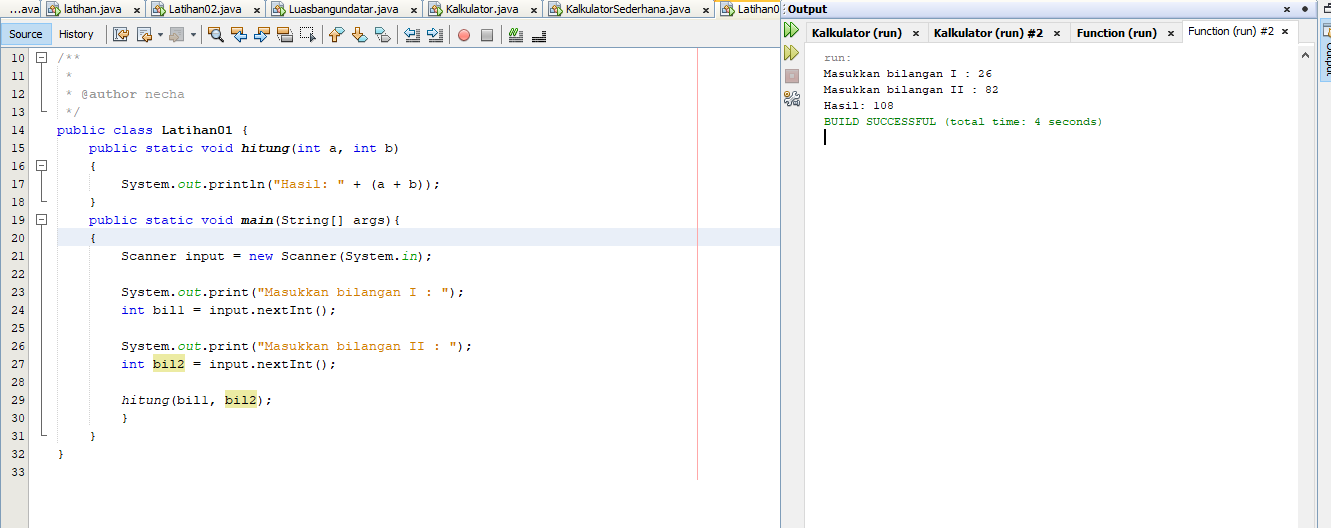 ...ava latihan.java × Latihan02.java × Luasbangundatar.java × Kalkulator.java × KalkulatorSederhana.java × Latihan0
Source History
10 /**
11 *
12 * @author necha
13 */
14 public class Latihan01 {
15 public static void hitung(int a, int b)
16 {
17 System.out.println("Hasil: " + (a + b));
18 }
19 public static void main(String[] args){
20 {
21 Scanner input = new Scanner(System.in);
22
23 System.out.print("Masukkan bilangan I : ");
24 int bil1 = input.nextInt();
25
26 System.out.print("Masukkan bilangan II : ");
27 int bil2 = input.nextInt();
28
29 hitung(bil1, bil2);
30 }
31 }
32 }
33
Output
Kalkulator (run) × Kalkulator (run) #2 × Function (run) × Function (run) #2 ×
run:
Masukkan bilangan I : 26
Masukkan bilangan II : 82
Hasil: 108
BUILD SUCCESSFUL (total time: 4 seconds)
Output